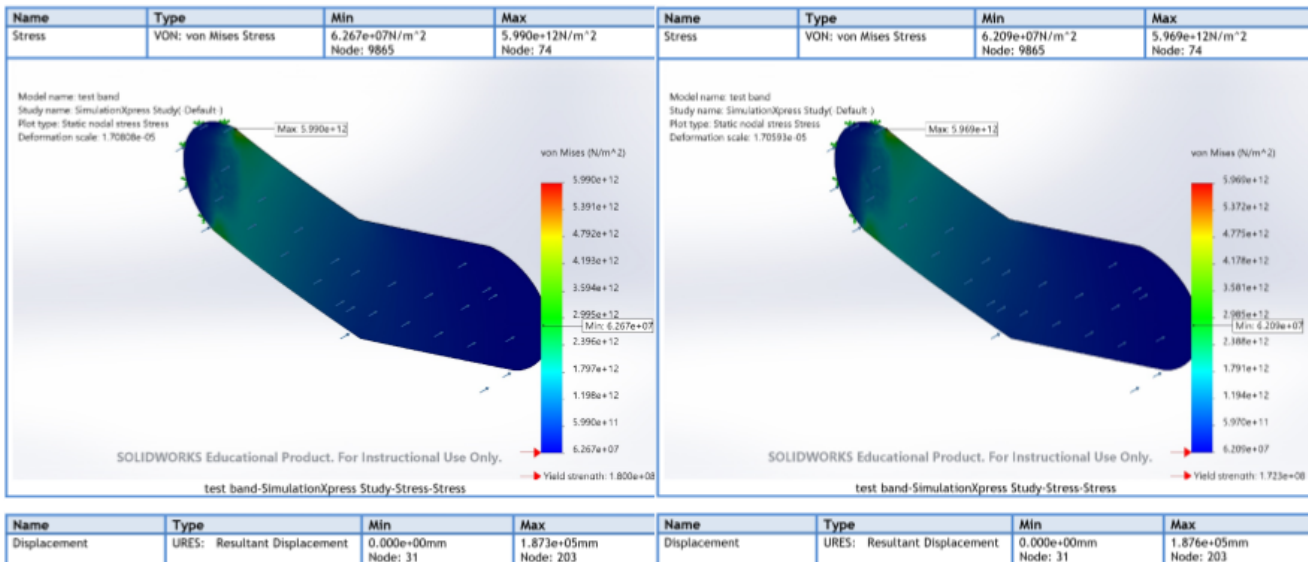 Name Type Min Max
Stress VON: von Mises Stress 6.267e+07N/m^2 5.990e+12N/m^2
Node: 9865 Node: 74
Model name: test band
Study name: SimulationXpress Study(-Default-)
Plot type: Static nodal stress Stress
Deformation scale: 1.70808e-05
Max: 5.990e+12
von Mises (N/m^2)
5.990e+12
5.391e+12
4.792e+12
4.193e+12
3.594e+12
2.995e+12
Min: 6.267e+07
2.396e+12
1.797e+12
1.198e+12
5.990e+11
6.267e+07
Yield strength: 1.800e+08
SOLIDWORKS Educational Product. For Instructional Use Only.
test band-SimulationXpress Study-Stress-Stress
Name Type Min Max
Displacement URES: Resultant Displacement 0.000e+00mm 1.873e+05mm
Node: 31 Node: 203
Name Type Min Max
Stress VON: von Mises Stress 6.209e+07N/m^2 5.969e+12N/m^2
Node: 9865 Node: 74
Model name: test band
Study name: SimulationXpress Study(-Default-)
Plot type: Static nodal stress Stress
Deformation scale: 1.70593e-05
Max: 5.969e+12
von Mises (N/m^2)
5.969e+12
5.372e+12
4.775e+12
4.178e+12
3.581e+12
2.985e+12
Min: 6.209e+07
2.388e+12
1.791e+12
1.194e+12
5.970e+11
6.209e+07
Yield strength: 1.723e+08
SOLIDWORKS Educational Product. For Instructional Use Only.
test band-SimulationXpress Study-Stress-Stress
Name Type Min Max
Displacement URES: Resultant Displacement 0.000e+00mm 1.876e+05mm
Node: 31 Node: 203